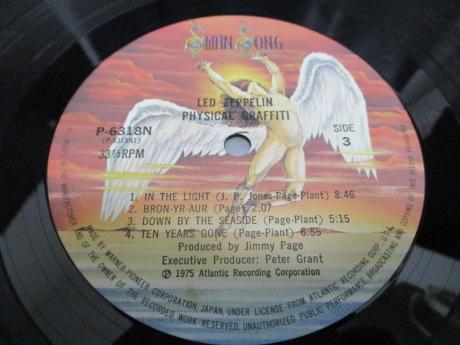 SWAN SONG
LED ZEPPELIN
PHYSICAL GRAFFITI
P-6318N
(P-6318N1)
33⅓RPM
SIDE
3
1. IN THE LIGHT (J. P. Jones-Page-Plant) 8:46
2. BRON-YR-AUR (Page) 2:07
3. DOWN BY THE SEASIDE (Page-Plant) 5:15
4. TEN YEARS GONE (Page-Plant) 6:55
Produced by Jimmy Page
Executive Producer: Peter Grant
℗ 1975 Atlantic Recording Corporation
MADE BY WARNER-PIONEER CORPORATION, JAPAN, UNDER LICENSE FROM ATLANTIC RECORDING CORP., U.S.A.
OF THE OWNER OF THE RECORDED WORK RESERVED. UNAUTHORIZED PUBLIC PERFORMANCE, BROADCASTING AND COPYING OF